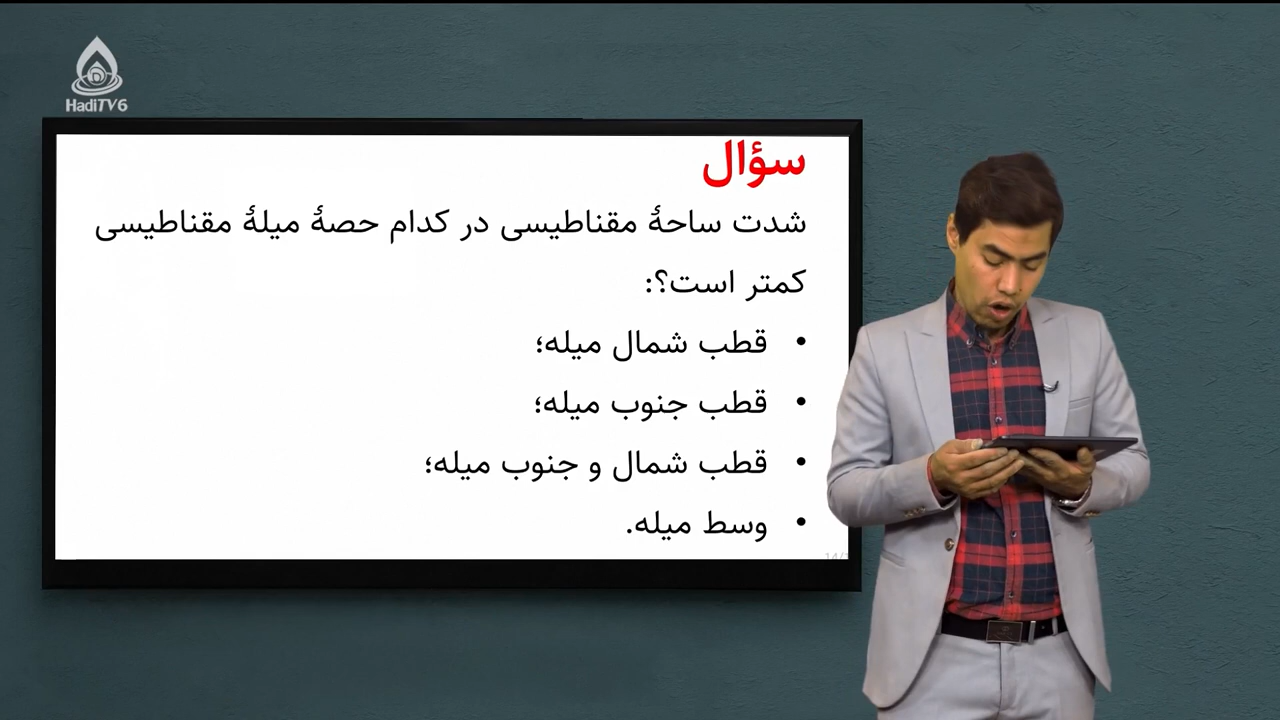 HadiTV6
سؤال
شدت ساحهٔ مقناطیسی در کدام حصهٔ میلهٔ مقناطیسی
کمتر است؟:
• قطب شمال میله؛
• قطب جنوب میله؛
• قطب شمال و جنوب میله؛
• وسط میله.